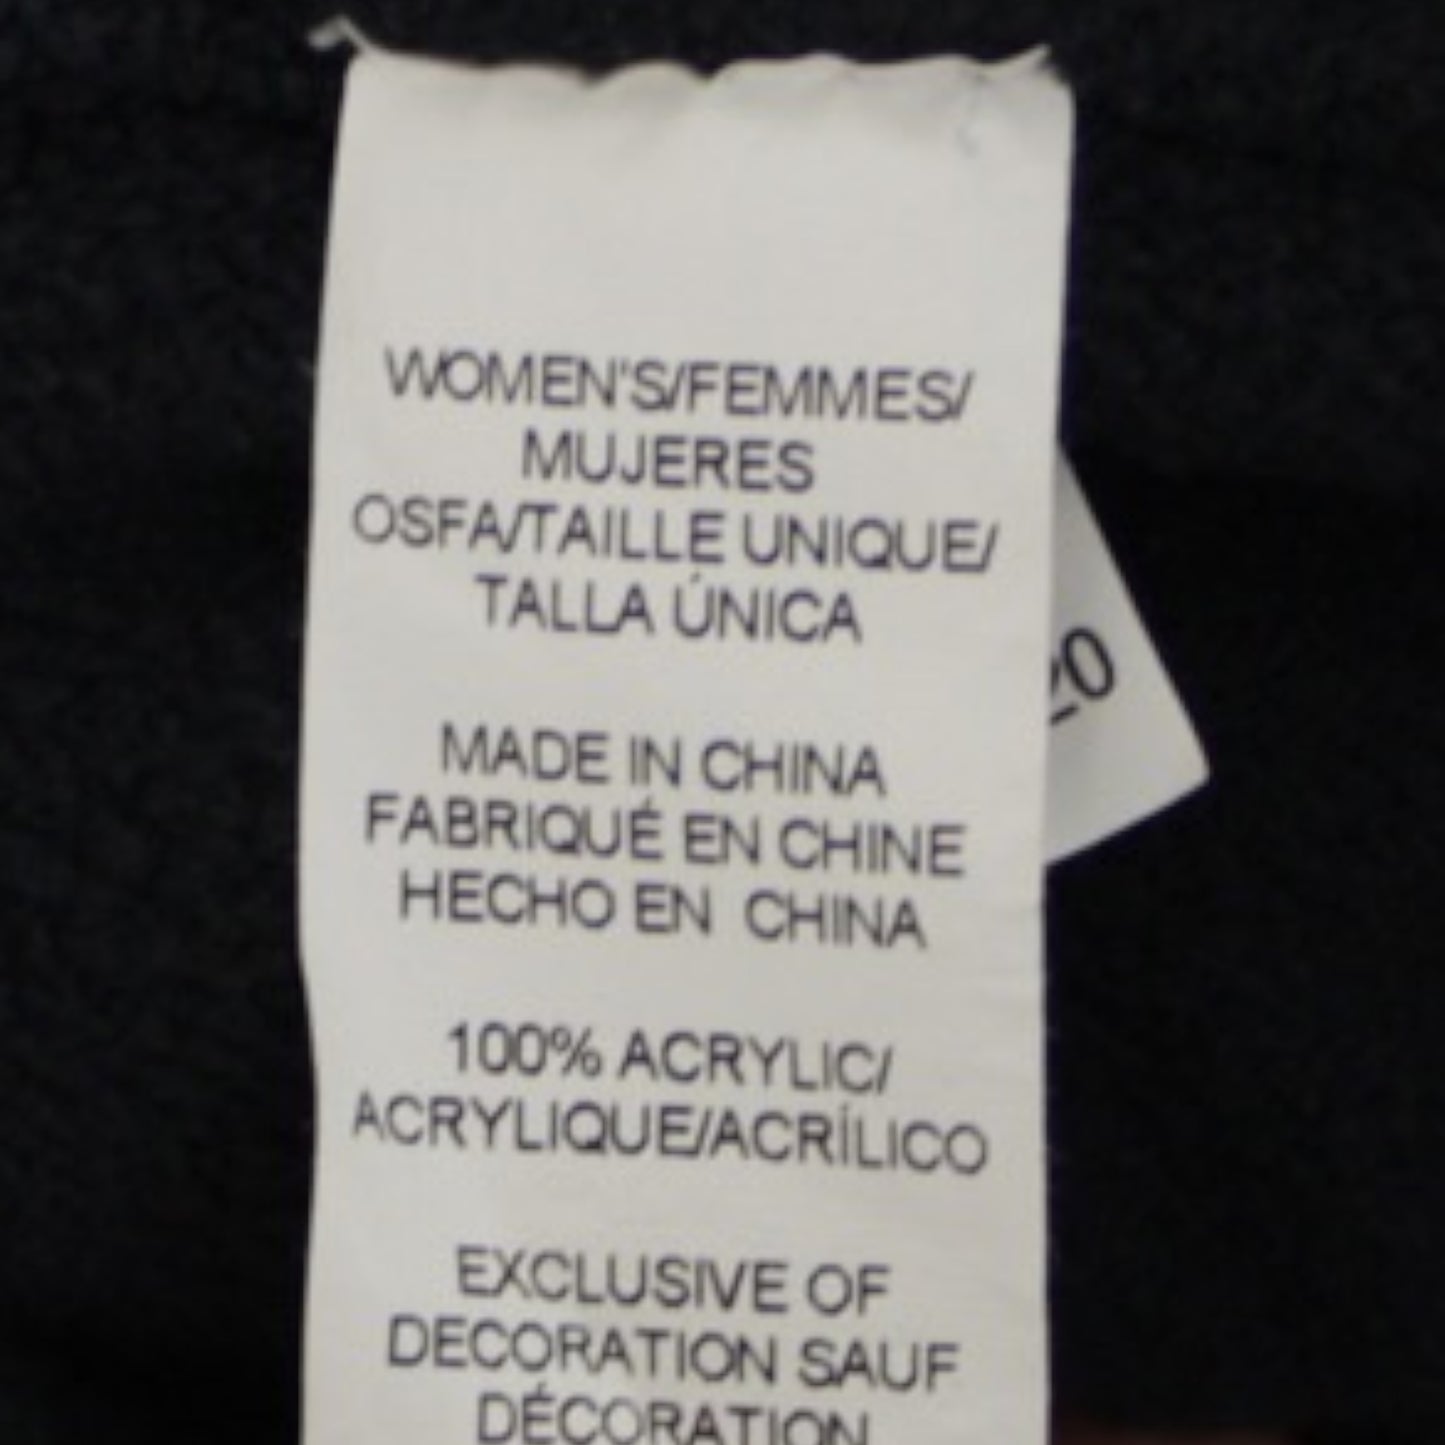 WOMEN'S/FEMMES/
MUJERES
OSFA/TAILLE UNIQUE/
TALLA ÚNICA
MADE IN CHINA
FABRIQUÉ EN CHINE
HECHO EN CHINA
100% ACRYLIC/
ACRYLIQUE/ACRÍLICO
EXCLUSIVE OF
DECORATION SAUF
DÉCORATION